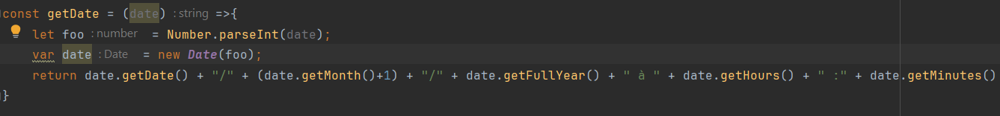 const getDate = (date) : string =>{
let foo : number = Number.parseInt(date);
var date : Date = new Date(foo);
return date.getDate() + "/" + (date.getMonth()+1) + "/" + date.getFullYear() + " à " + date.getHours() + " :" + date.getMinutes()
}